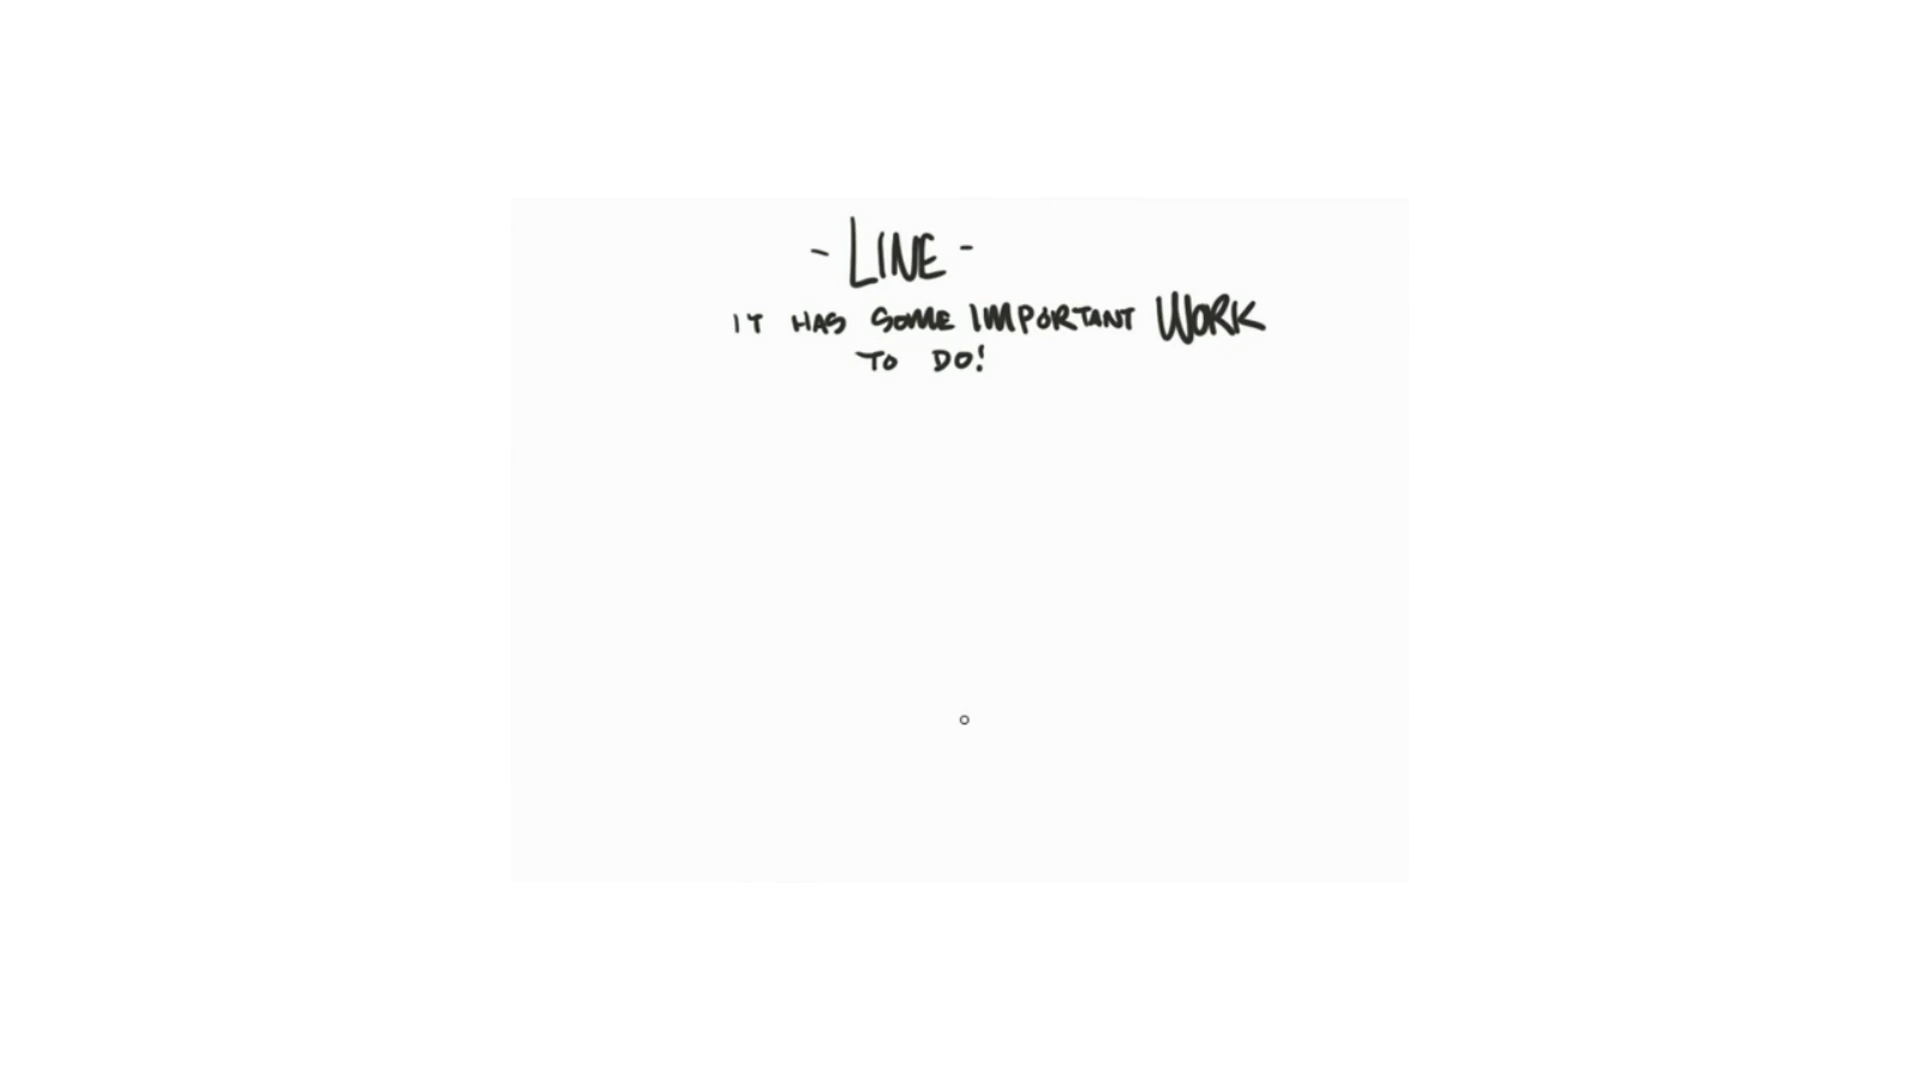 - LINE -
IT HAS SOME IMPORTANT WORK
TO DO!